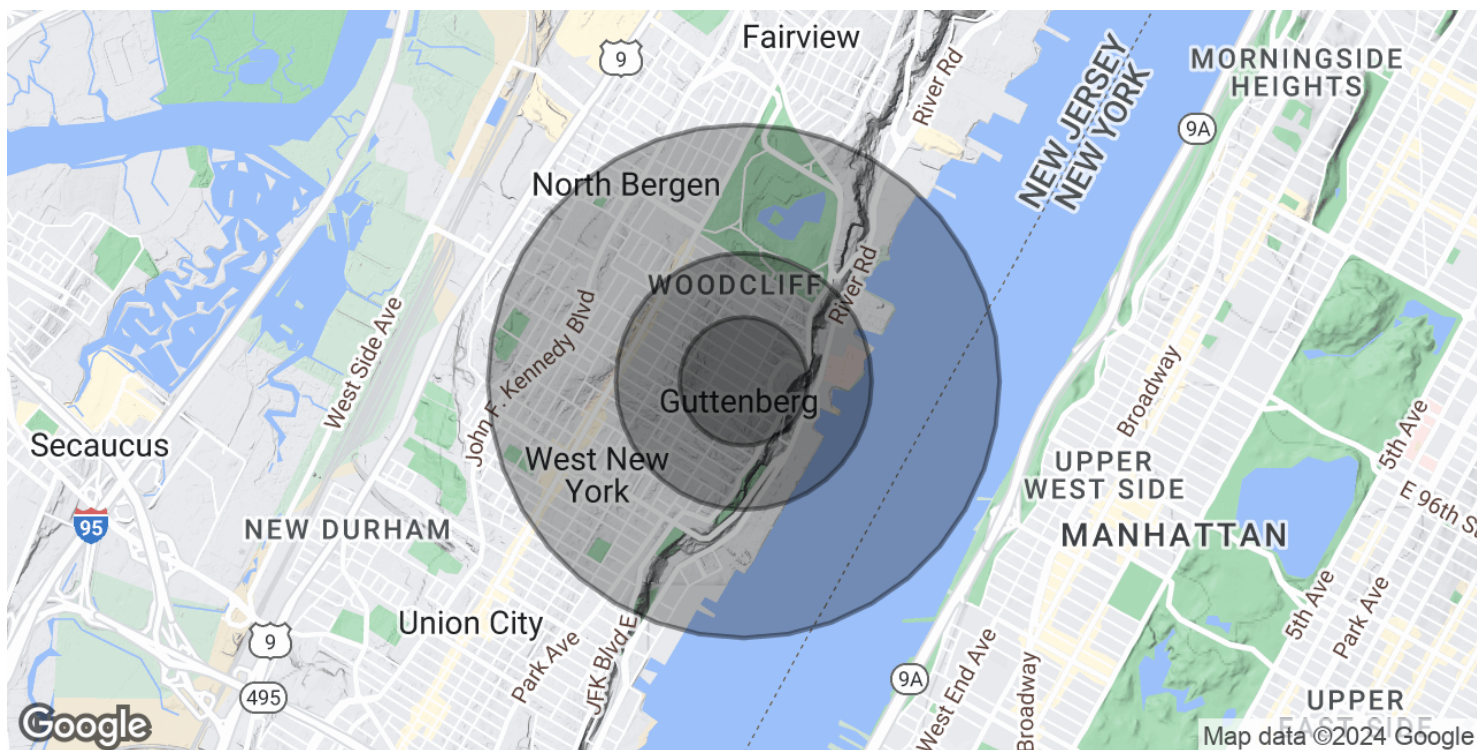 Fairview
9
River Rd
NEW JERSEY
NEW YORK
MORNINGSIDE
HEIGHTS
9A
North Bergen
WOODCLIFF
River Rd
John F. Kennedy Blvd
West Side Ave
Guttenberg
Broadway
5th Ave
Secaucus
West New
York
UPPER
WEST SIDE
E 96th St
95
NEW DURHAM
MANHATTAN
Union City
9
Park Ave
JFK Blvd E
495
9A
West End Ave
Broadway
5th Ave
Park Ave
UPPER
EAST SIDE
Google
Map data ©2024 Google